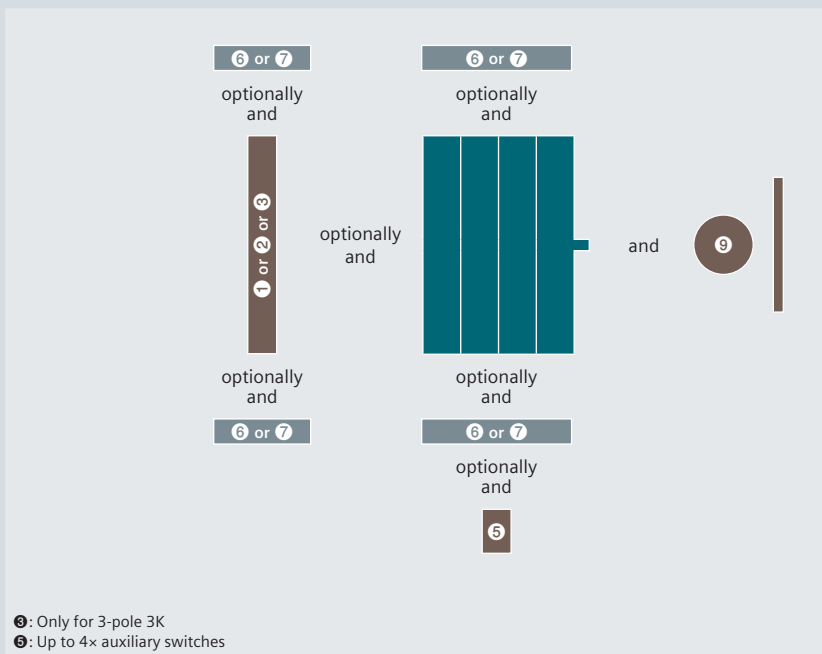 ❻ or ❼
❻ or ❼
optionally
and
optionally
and
❶ or ❷ or ❸
optionally
and
and
❾
optionally
and
optionally
and
❻ or ❼
❻ or ❼
optionally
and
❺
❸: Only for 3-pole 3K
❺: Up to 4× auxiliary switches